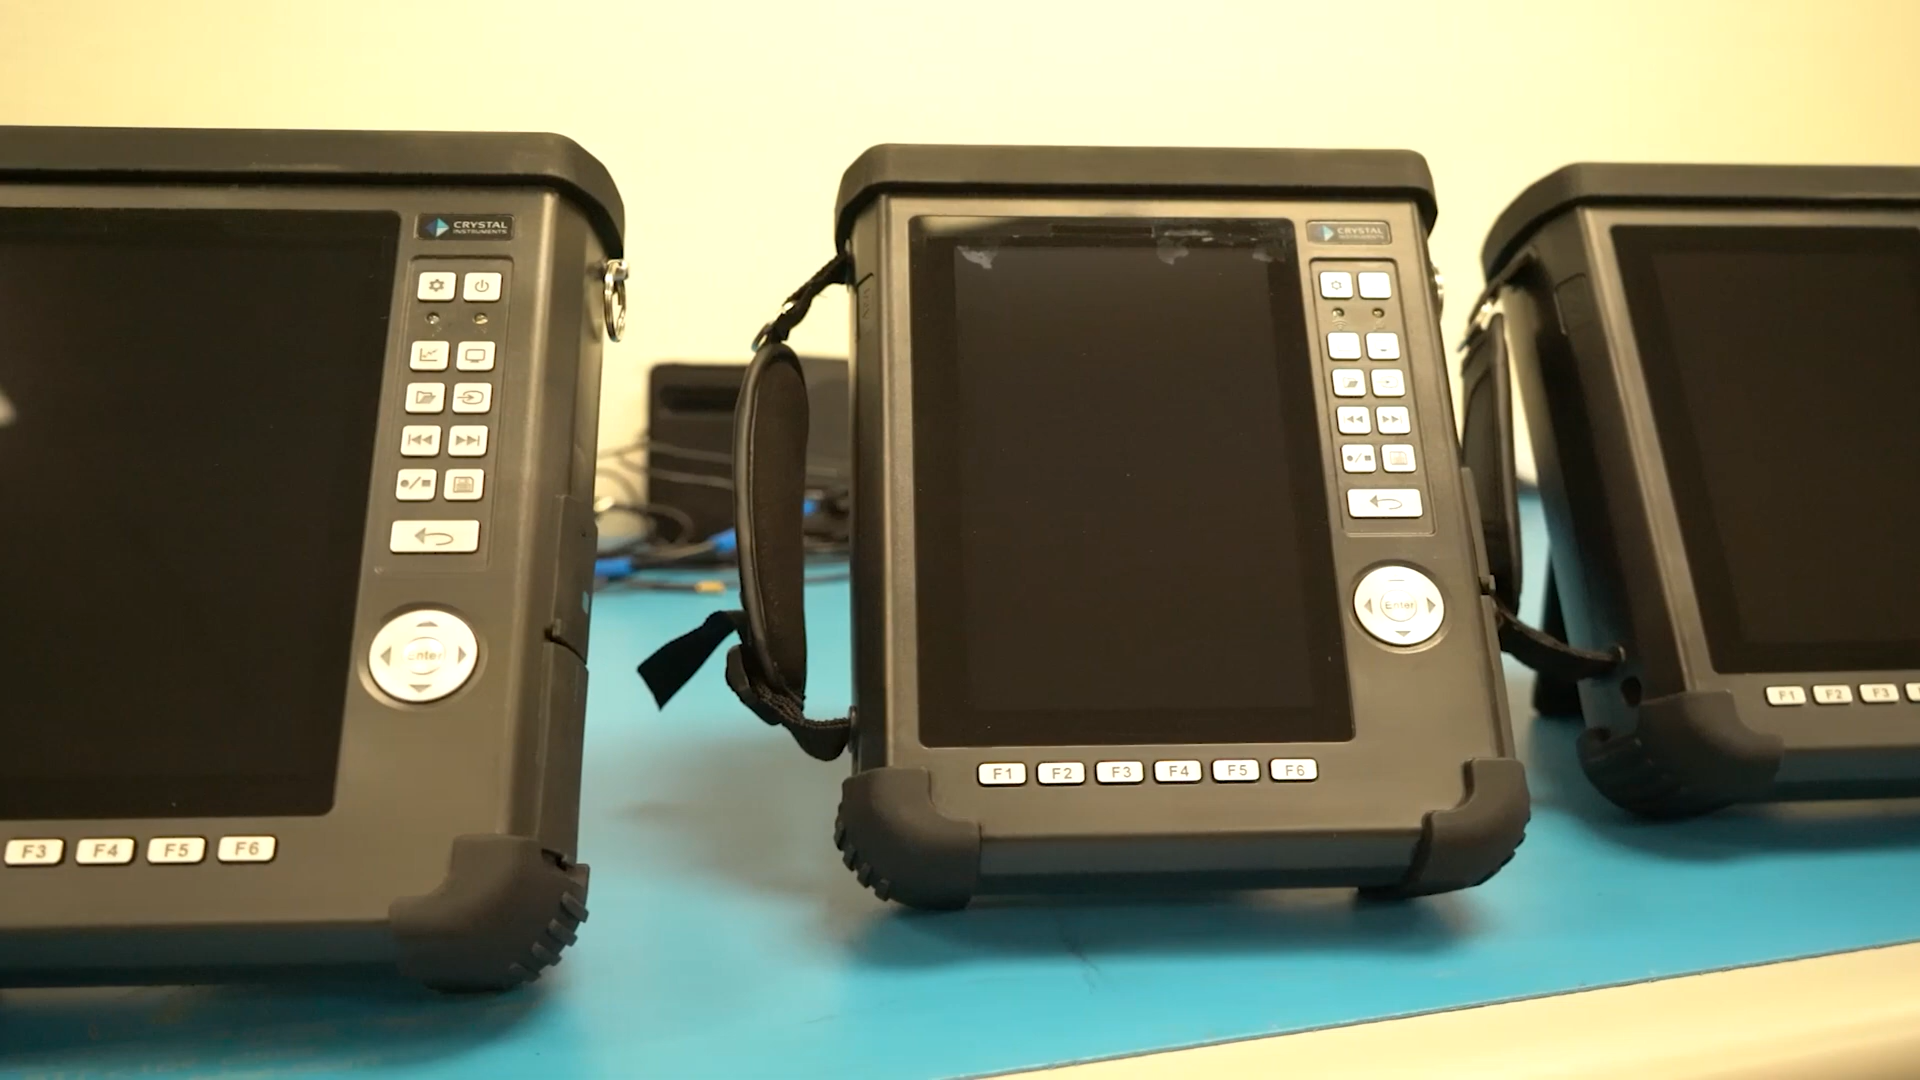 CRYSTAL
INSTRUMENTS
Enter
F3 F4 F5 F6
CRYSTAL
INSTRUMENTS
Enter
F1 F2 F3 F4 F5 F6
F1 F2 F3